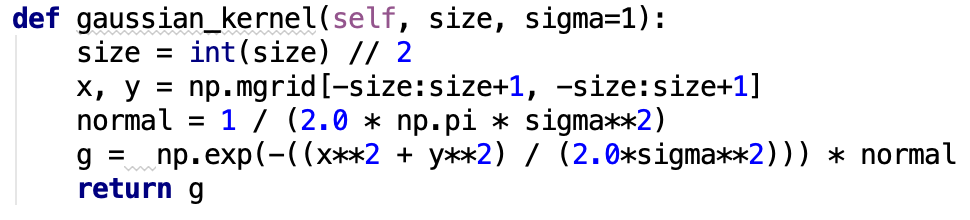 def gaussian_kernel(self, size, sigma=1):
    size = int(size) // 2
    x, y = np.mgrid[-size:size+1, -size:size+1]
    normal = 1 / (2.0 * np.pi * sigma**2)
    g =  np.exp(-((x**2 + y**2) / (2.0*sigma**2))) * normal
    return g